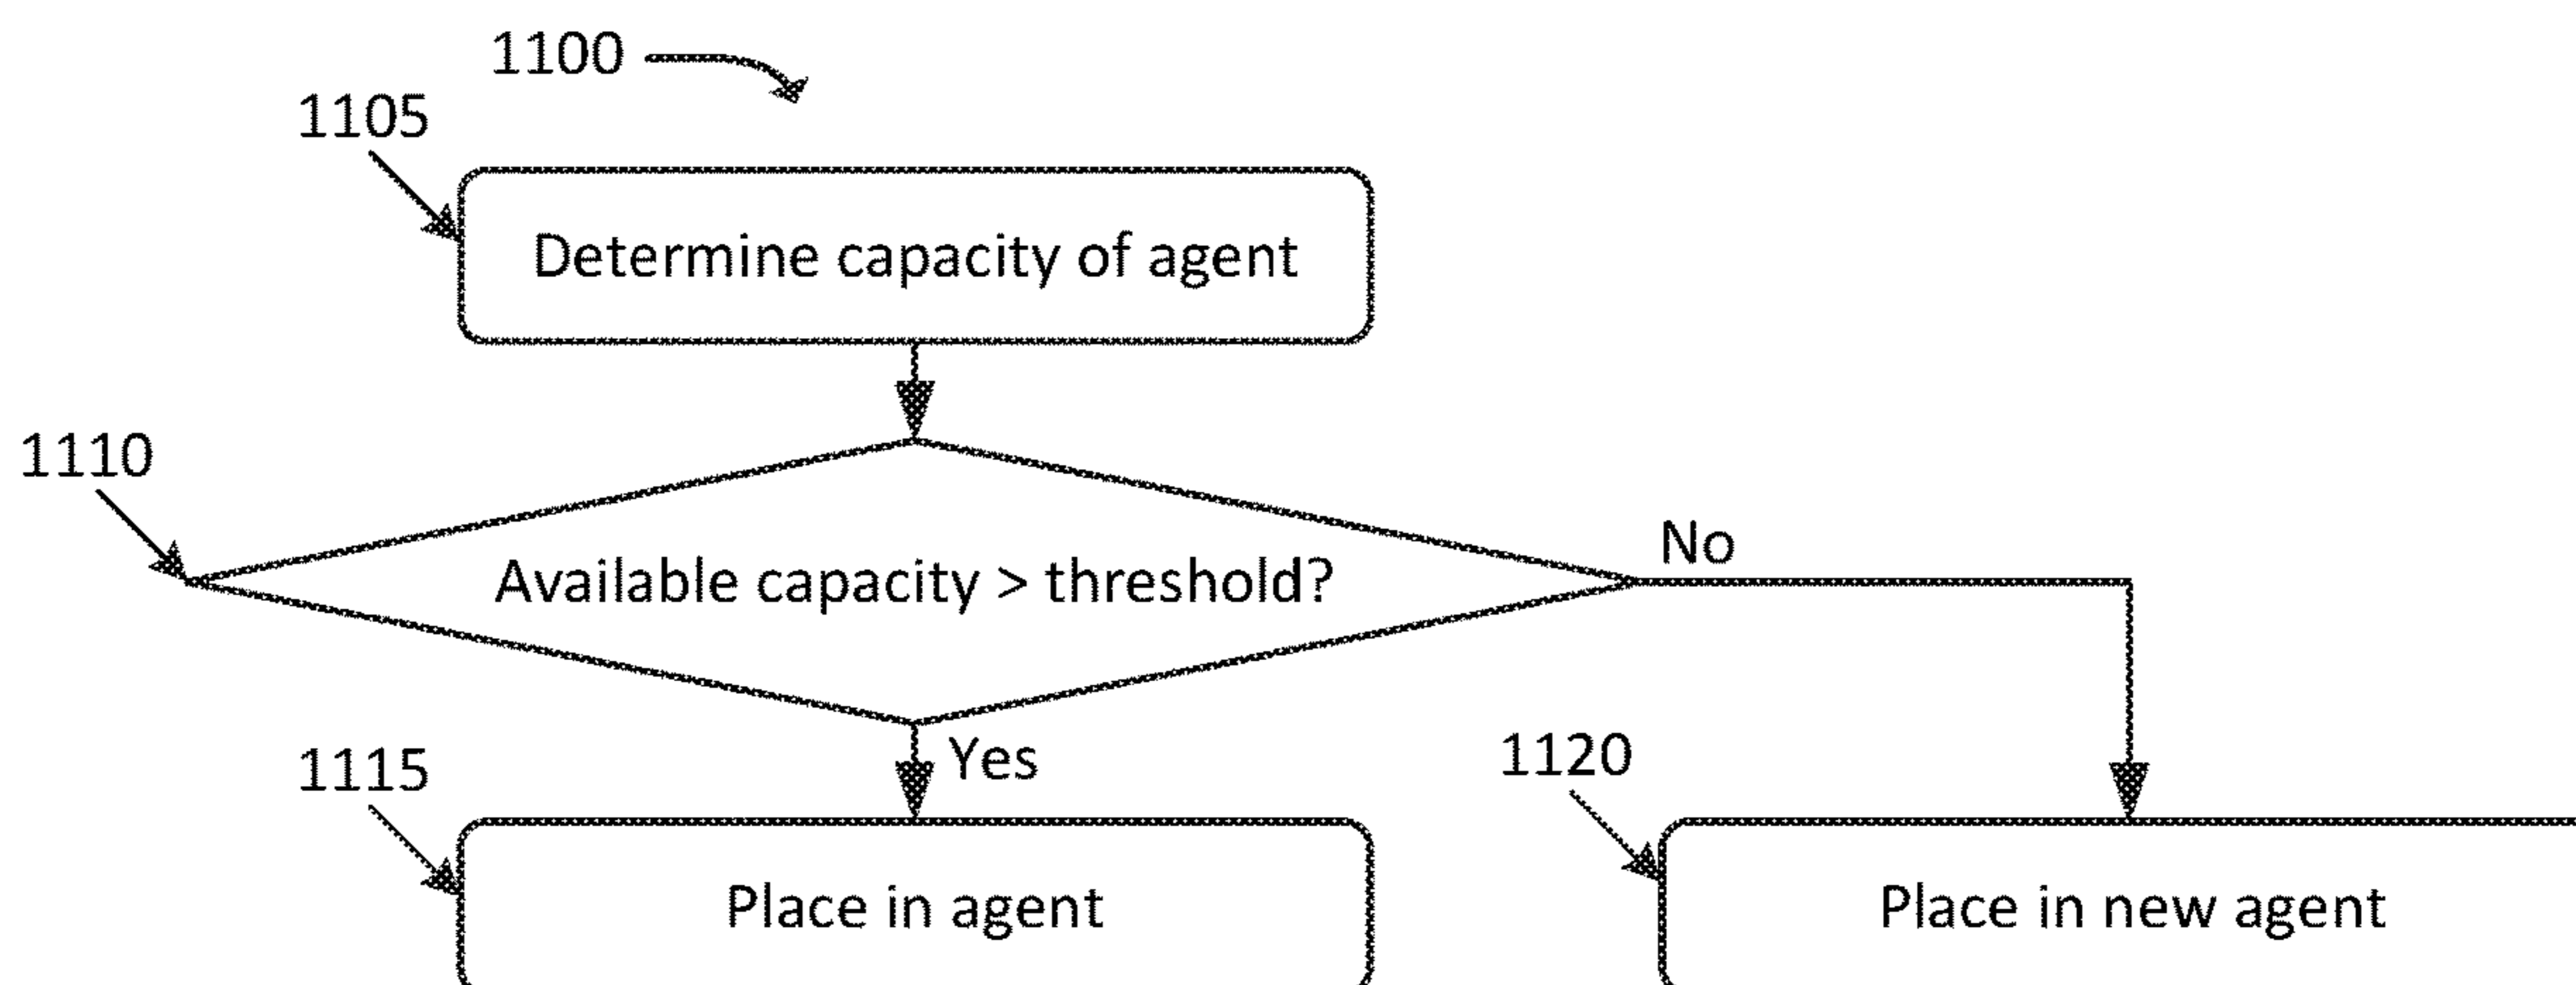 1100
1105
Determine capacity of agent
1110
Available capacity > threshold?
No
Yes
1115
1120
Place in agent
Place in new agent